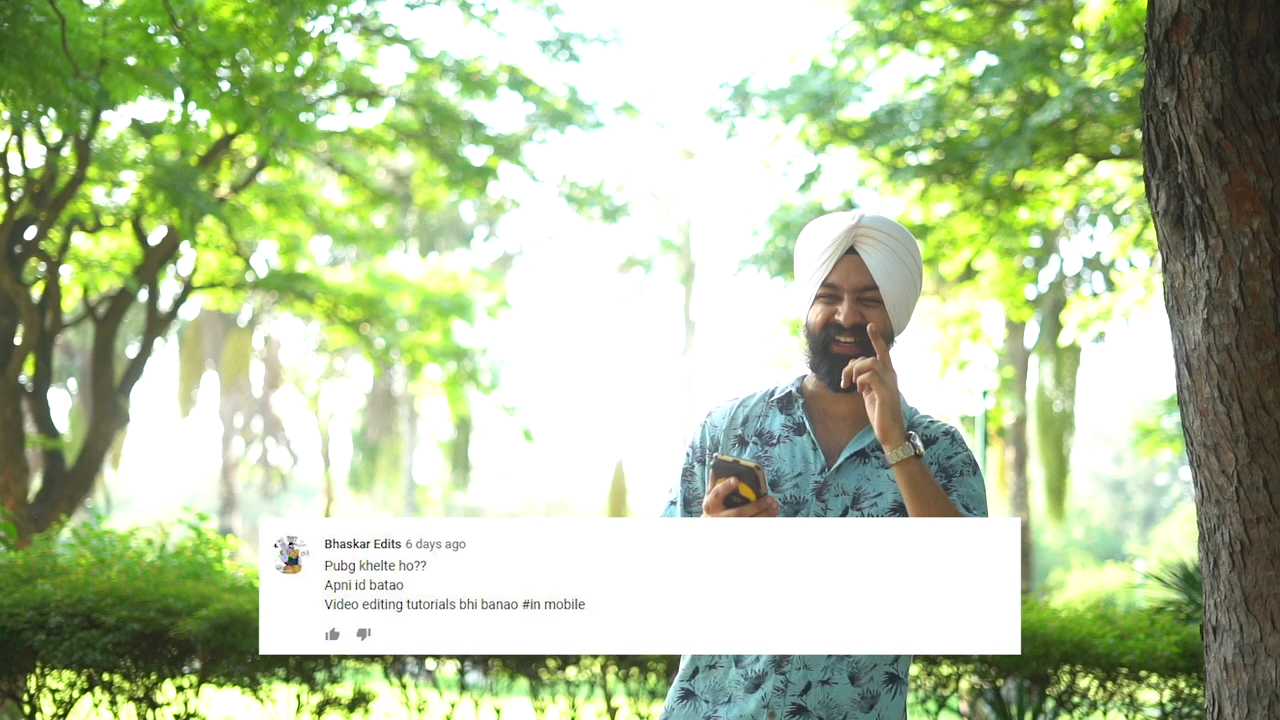 Bhaskar Edits 6 days ago
Pubg khelte ho??
Apni id batao
Video editing tutorials bhi banao #in mobile